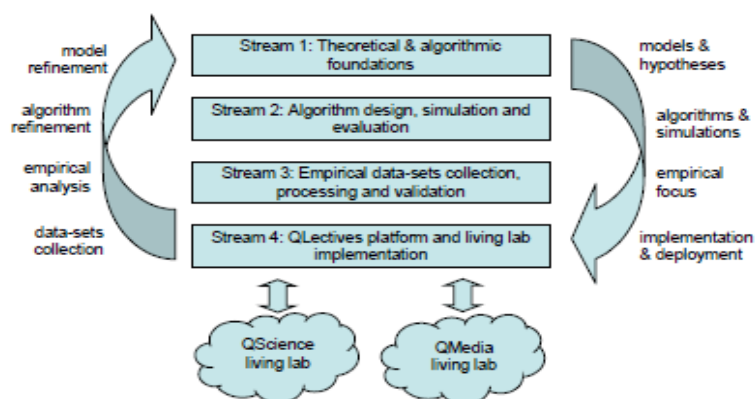 model
refinement
algorithm
refinement
empirical
analysis
data-sets
collection
Stream 1: Theoretical & algorithmic
foundations
Stream 2: Algorithm design, simulation and
evaluation
Stream 3: Empirical data-sets collection,
processing and validation
Stream 4: QLectives platform and living lab
implementation
models &
hypotheses
algorithms &
simulations
empirical
focus
implementation
& deployment
QScience
living lab
QMedia
living lab